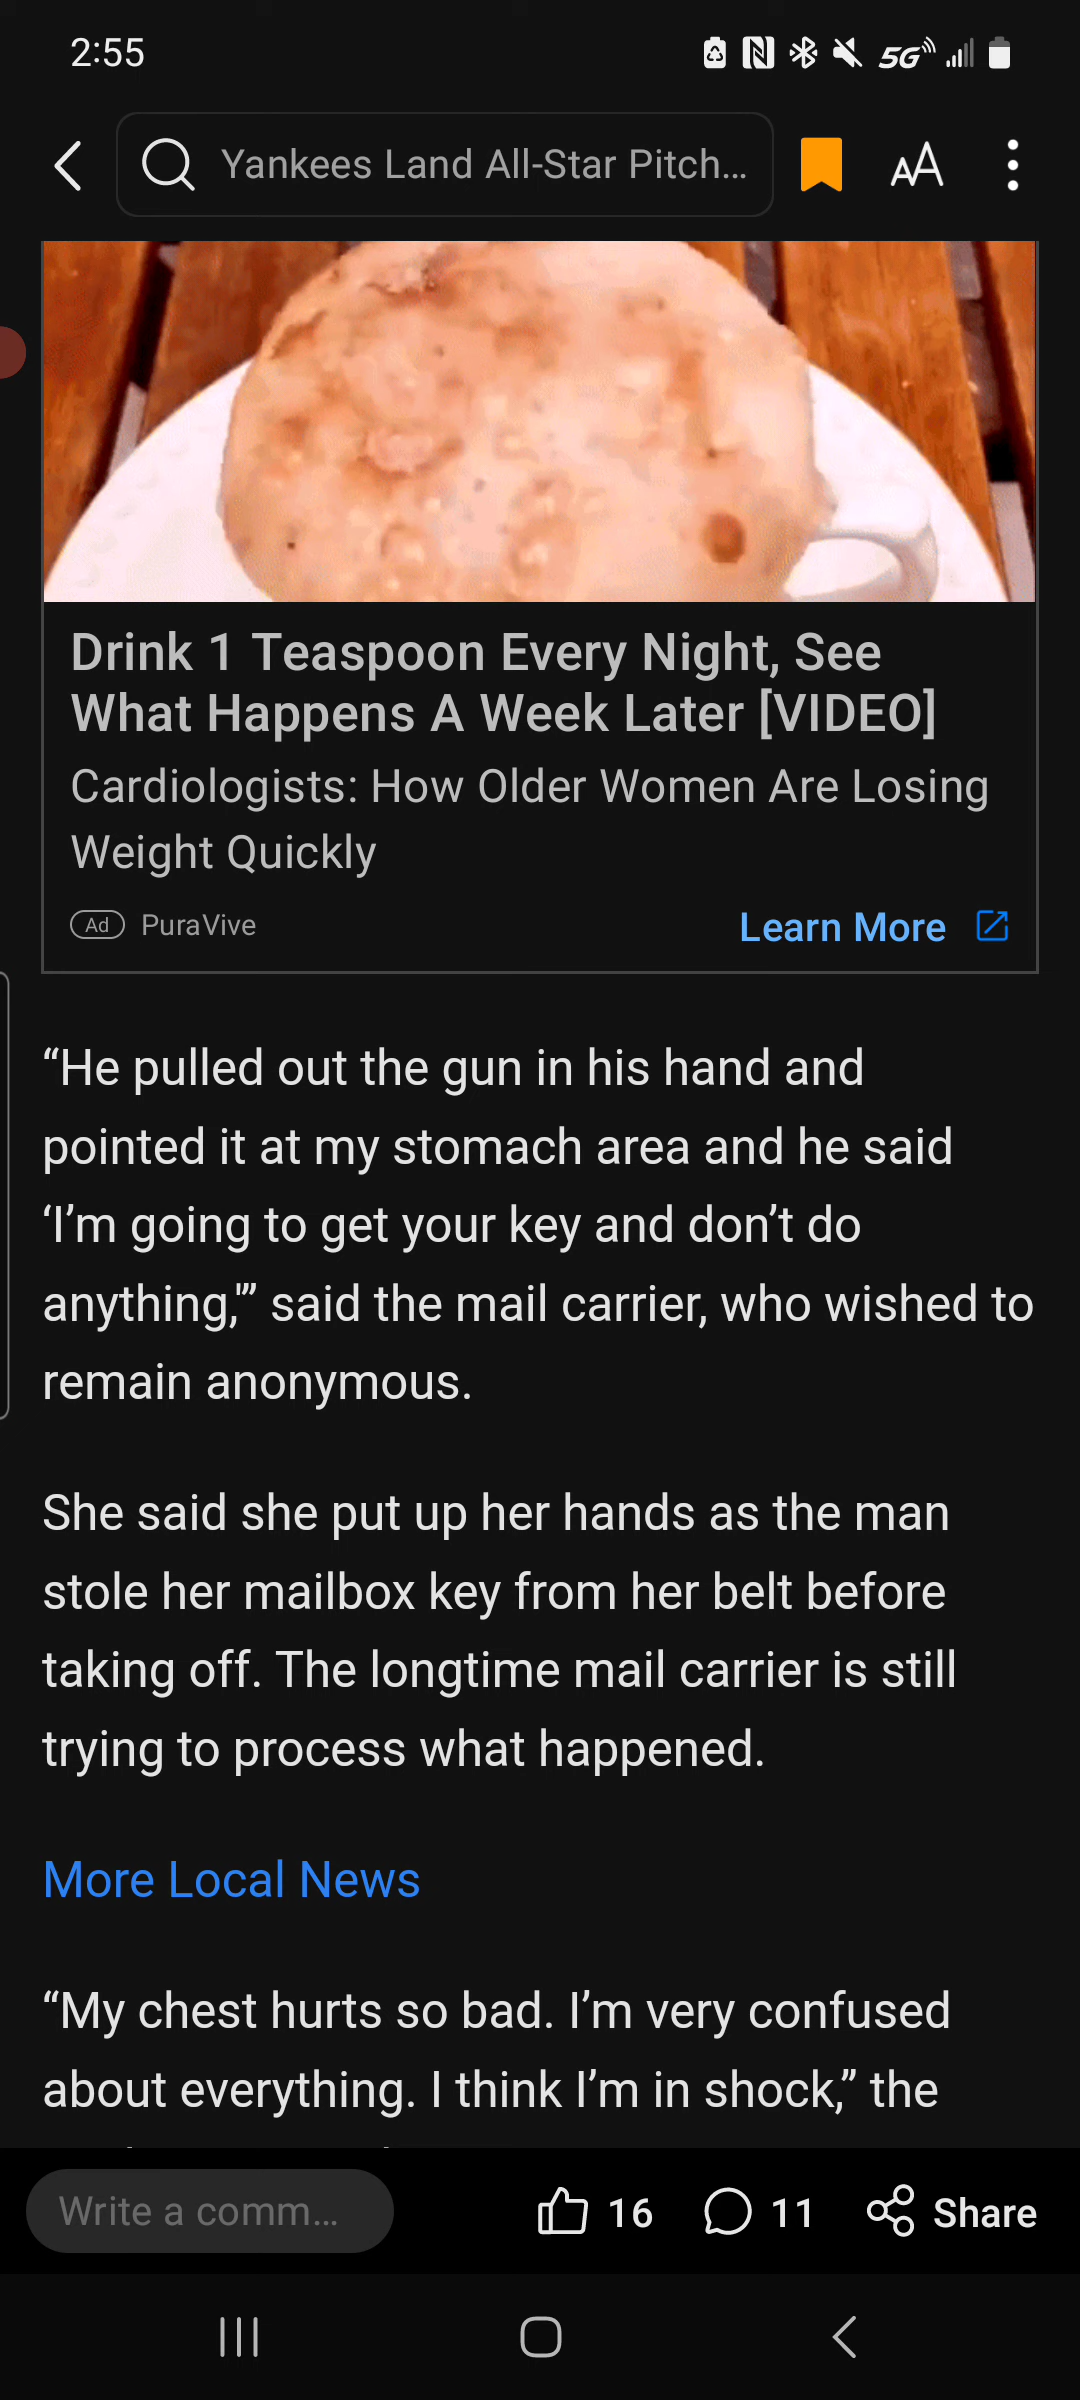 2:55
5G
Yankees Land All-Star Pitch...
AA
Drink 1 Teaspoon Every Night, See
What Happens A Week Later [VIDEO]
Cardiologists: How Older Women Are Losing
Weight Quickly
Ad PuraVive
Learn More
“He pulled out the gun in his hand and
pointed it at my stomach area and he said
‘I’m going to get your key and don’t do
anything,'” said the mail carrier, who wished to
remain anonymous.
She said she put up her hands as the man
stole her mailbox key from her belt before
taking off. The longtime mail carrier is still
trying to process what happened.
More Local News
“My chest hurts so bad. I’m very confused
about everything. I think I’m in shock,” the
Write a comm...
16
11
Share